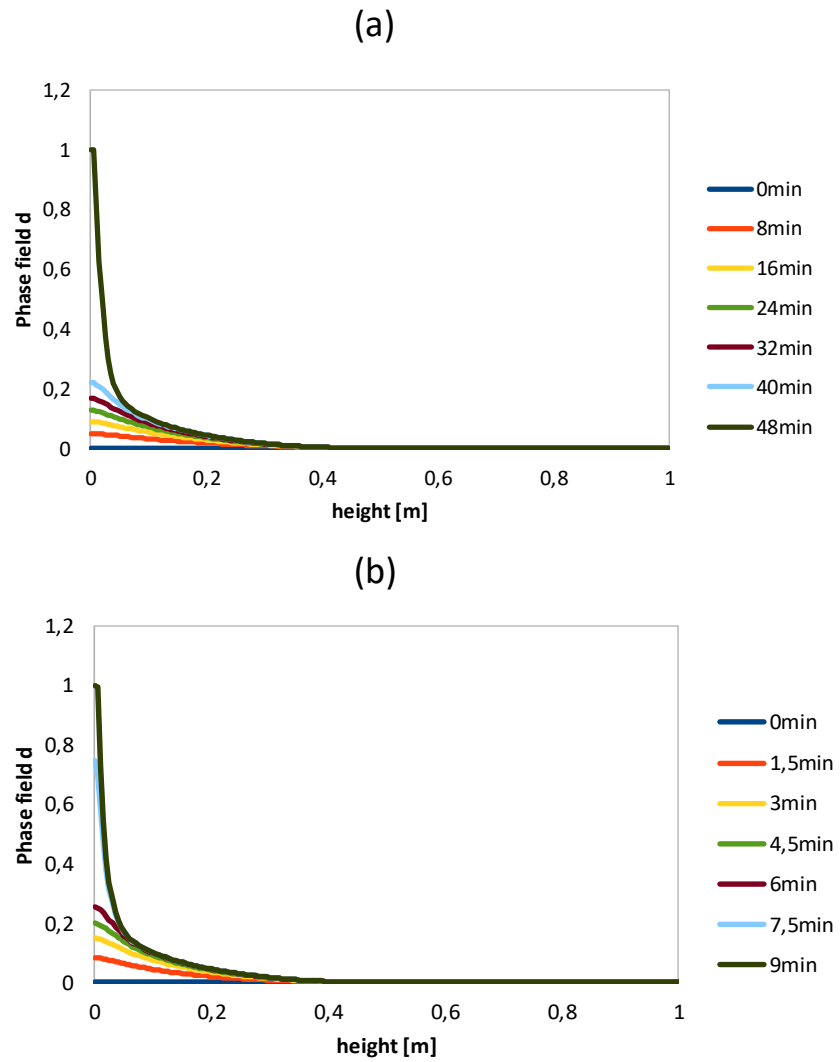 (a)
1,2
1
0,8
0,6
0,4
0,2
0
Phase field d
0
0,2
0,4
0,6
0,8
1
height [m]
0min
8min
16min
24min
32min
40min
48min
(b)
1,2
1
0,8
0,6
0,4
0,2
0
Phase field d
0
0,2
0,4
0,6
0,8
1
height [m]
0min
1,5min
3min
4,5min
6min
7,5min
9min